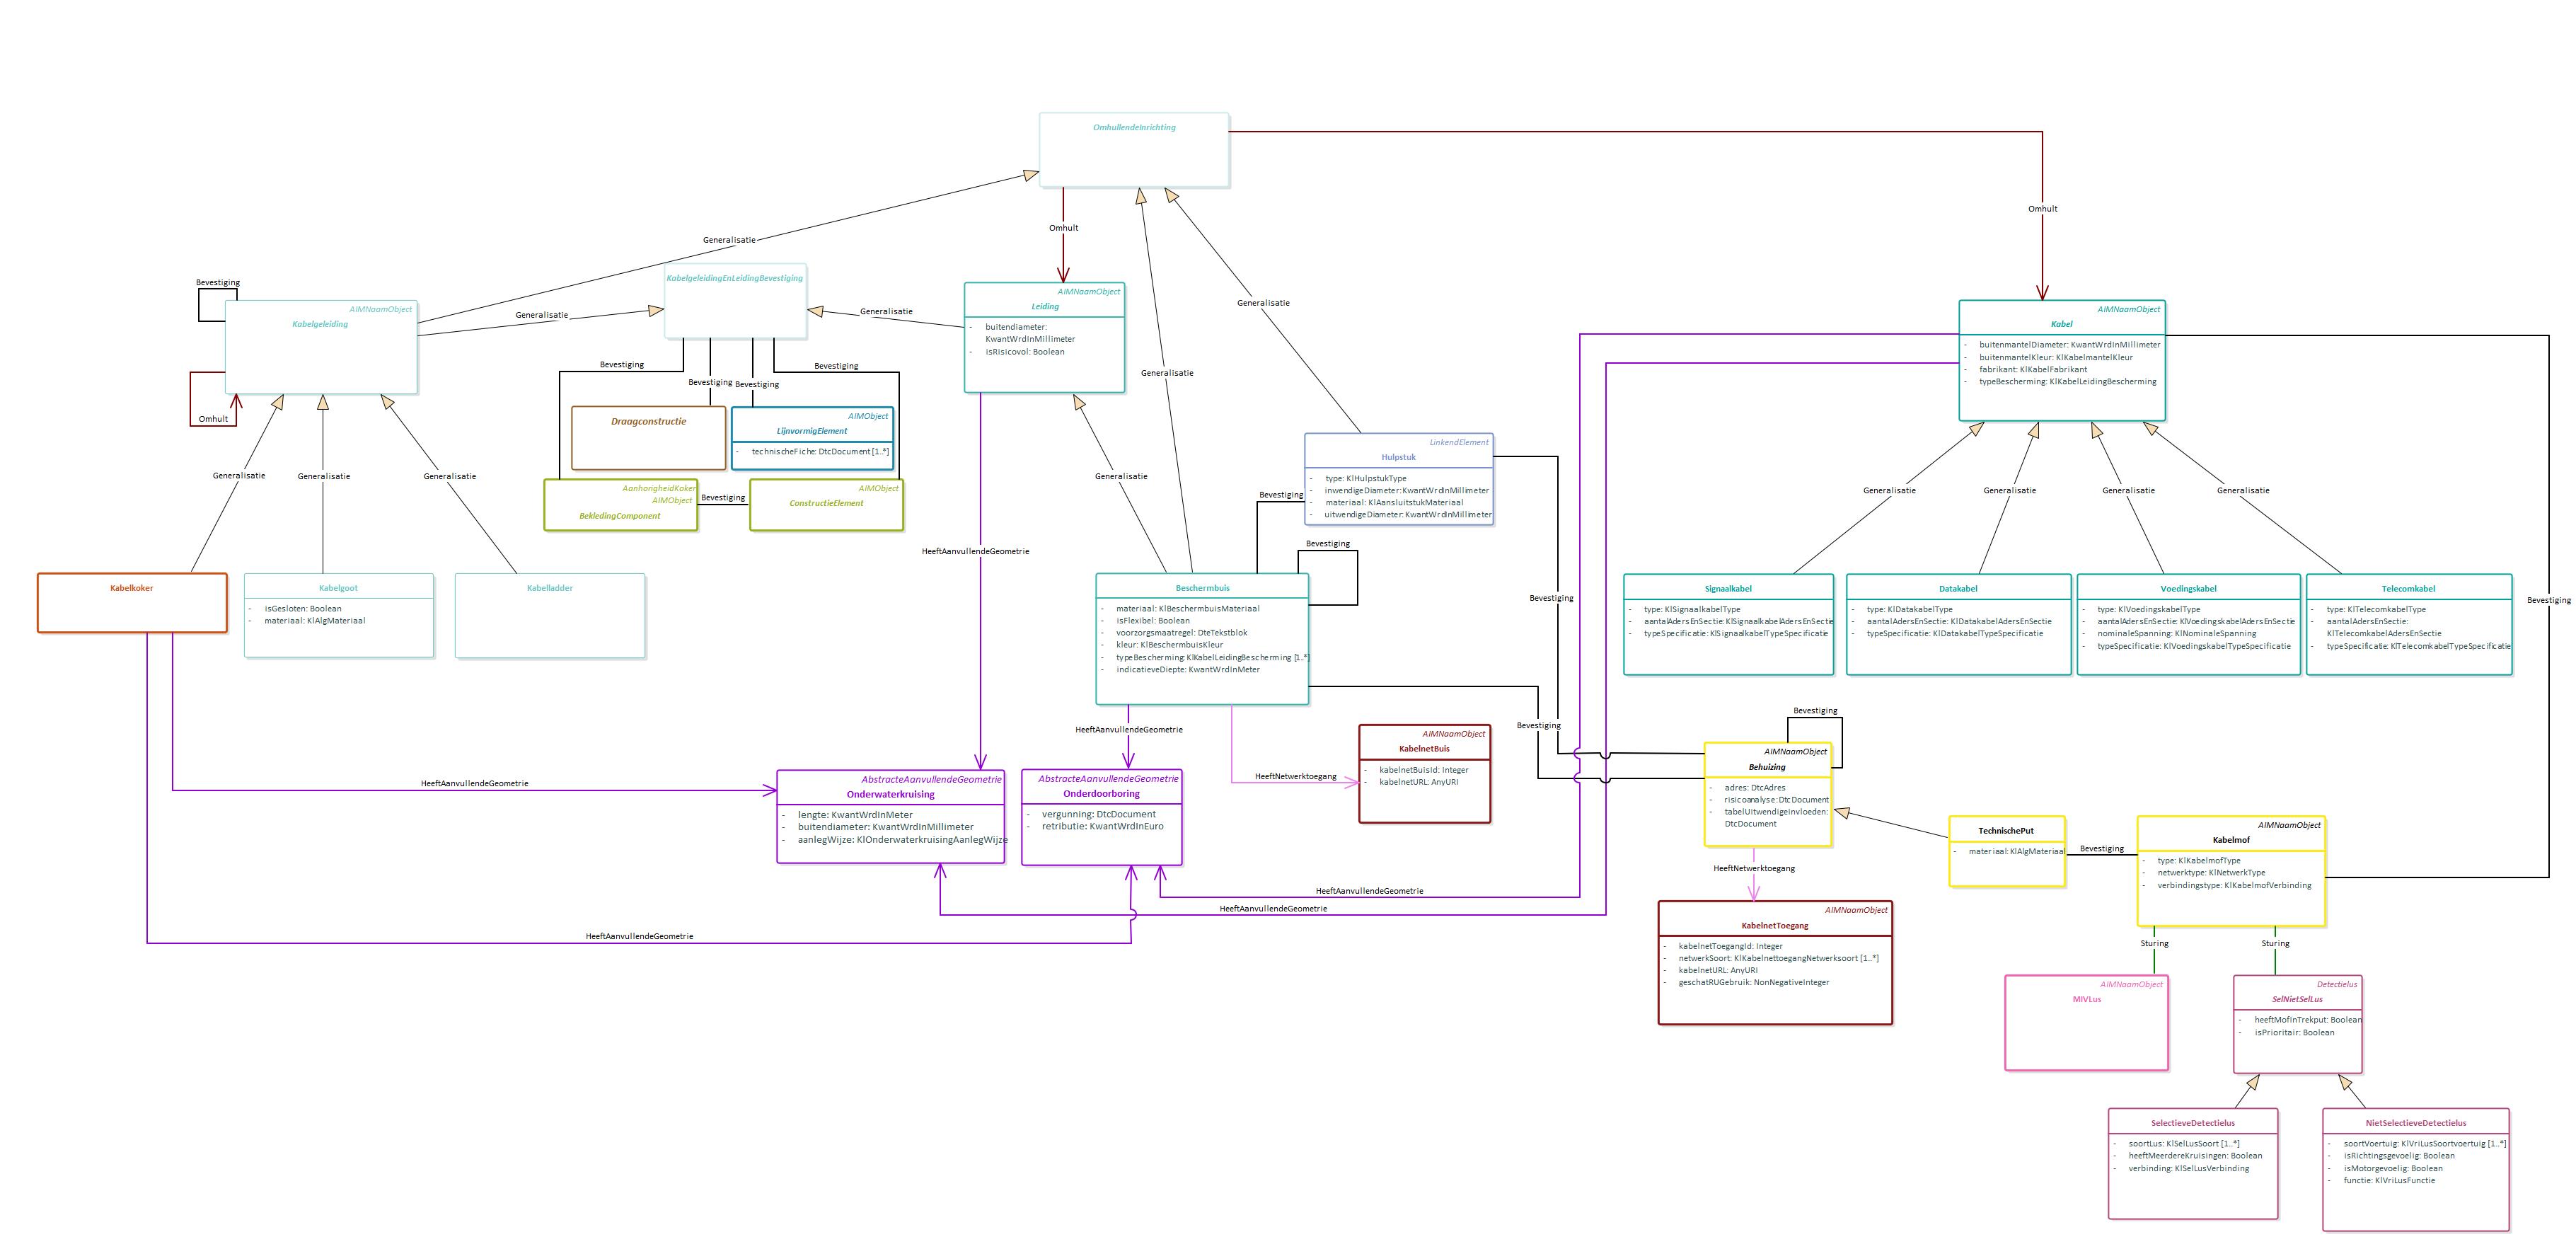 OmhullendeInrichting
Omhult
Omhult
Generalisatie
KabelgeleidingEnLeidingBevestiging
Bevestiging
AIMNaamObject
Kabelgeleiding
Omhult
Generalisatie
Generalisatie
AIMNaamObject
Leiding
- buitendiameter:
KwantWrdInMillimeter
- isRisicovol: Boolean
Generalisatie
Generalisatie
AIMNaamObject
Kabel
- buitenmantelDiameter: KwantWrdInMillimeter
- buitenmantelKleur: KlKabelmantelKleur
- fabrikant: KlKabelFabrikant
- typeBescherming: KlKabelLeidingBescherming
Bevestiging
Bevestiging
Bevestiging
Bevestiging
Draagconstructie
AIMObject
LijnvormigElement
- technischeFiche: DtcDocument [1..*]
AanhorigheidKoker
AIMObject
BekledingComponent
Bevestiging
AIMObject
ConstructieElement
Generalisatie
Generalisatie
Generalisatie
Generalisatie
LinkendElement
Hulpstuk
- type: KlHulpstukType
- inwendigeDiameter: KwantWrdInMillimeter
- materiaal: KlAansluitstukMateriaal
- uitwendigeDiameter: KwantWrdInMillimeter
Bevestiging
Bevestiging
Generalisatie
Generalisatie
Generalisatie
Generalisatie
HeeftAanvullendeGeometrie
Kabelkoker
Kabelgoot
- isGesloten: Boolean
- materiaal: KlAlgMateriaal
Kabelladder
Beschermbuis
- materiaal: KlBeschermbuisMateriaal
- isFlexibel: Boolean
- voorzorgsmaatregel: DteTekstblok
- kleur: KlBeschermbuisKleur
- typeBescherming: KlKabelLeidingBescherming [1..*]
- indicatieveDiepte: KwantWrdInMeter
Bevestiging
Signaalkabel
- type: KlSignaalkabelType
- aantalAdersEnSectie: KlSignaalkabelAdersEnSectie
- typeSpecificatie: KlSignaalkabelTypeSpecificatie
Datakabel
- type: KlDatakabelType
- aantalAdersEnSectie: KlDatakabelAdersEnSectie
- typeSpecificatie: KlDatakabelTypeSpecificatie
Voedingskabel
- type: KlVoedingskabelType
- aantalAdersEnSectie: KlVoedingskabelAdersEnSectie
- nominaleSpanning: KlNominaleSpanning
- typeSpecificatie: KlVoedingskabelTypeSpecificatie
Telecomkabel
- type: KlTelecomkabelType
- aantalAdersEnSectie:
KlTelecomkabelAdersEnSectie
- typeSpecificatie: KlTelecomkabelTypeSpecificatie
Bevestiging
HeeftAanvullendeGeometrie
HeeftNetwerktoegang
AIMNaamObject
KabelnetBuis
- kabelnetBuisId: Integer
- kabelnetURL: AnyURI
Bevestiging
Bevestiging
AIMNaamObject
Behuizing
- adres: DtcAdres
- risicoanalyse: DtcDocument
- tabelUitwendigeInvloeden:
DtcDocument
HeeftAanvullendeGeometrie
AbstracteAanvullendeGeometrie
Onderwaterkruising
- lengte: KwantWrdInMeter
- buitendiameter: KwantWrdInMillimeter
- aanlegWijze: KlOnderwaterkruisingAanlegWijze
AbstracteAanvullendeGeometrie
Onderdoorboring
- vergunning: DtcDocument
- retributie: KwantWrdInEuro
TechnischePut
- materiaal: KlAlgMateriaal
Bevestiging
AIMNaamObject
Kabelmof
- type: KlKabelmofType
- netwerktype: KlNetwerkType
- verbindingstype: KlKabelmofVerbinding
HeeftNetwerktoegang
HeeftAanvullendeGeometrie
HeeftAanvullendeGeometrie
HeeftAanvullendeGeometrie
AIMNaamObject
KabelnetToegang
- kabelnetToegangId: Integer
- netwerkSoort: KlKabelnettoegangNetwerksoort [1..*]
- kabelnetURL: AnyURI
- geschatRUGebruik: NonNegativeInteger
Sturing
Sturing
AIMNaamObject
MIVLus
Detectielus
SelNietSelLus
- heeftMofInTrekput: Boolean
- isPrioritair: Boolean
SelectieveDetectielus
- soortLus: KlSelLusSoort [1..*]
- heeftMeerdereKruisingen: Boolean
- verbinding: KlSelLusVerbinding
NietSelectieveDetectielus
- soortVoertuig: KlVriLusSoortvoertuig [1..*]
- isRichtingsgevoelig: Boolean
- isMotorgevoelig: Boolean
- functie: KlVriLusFunctie